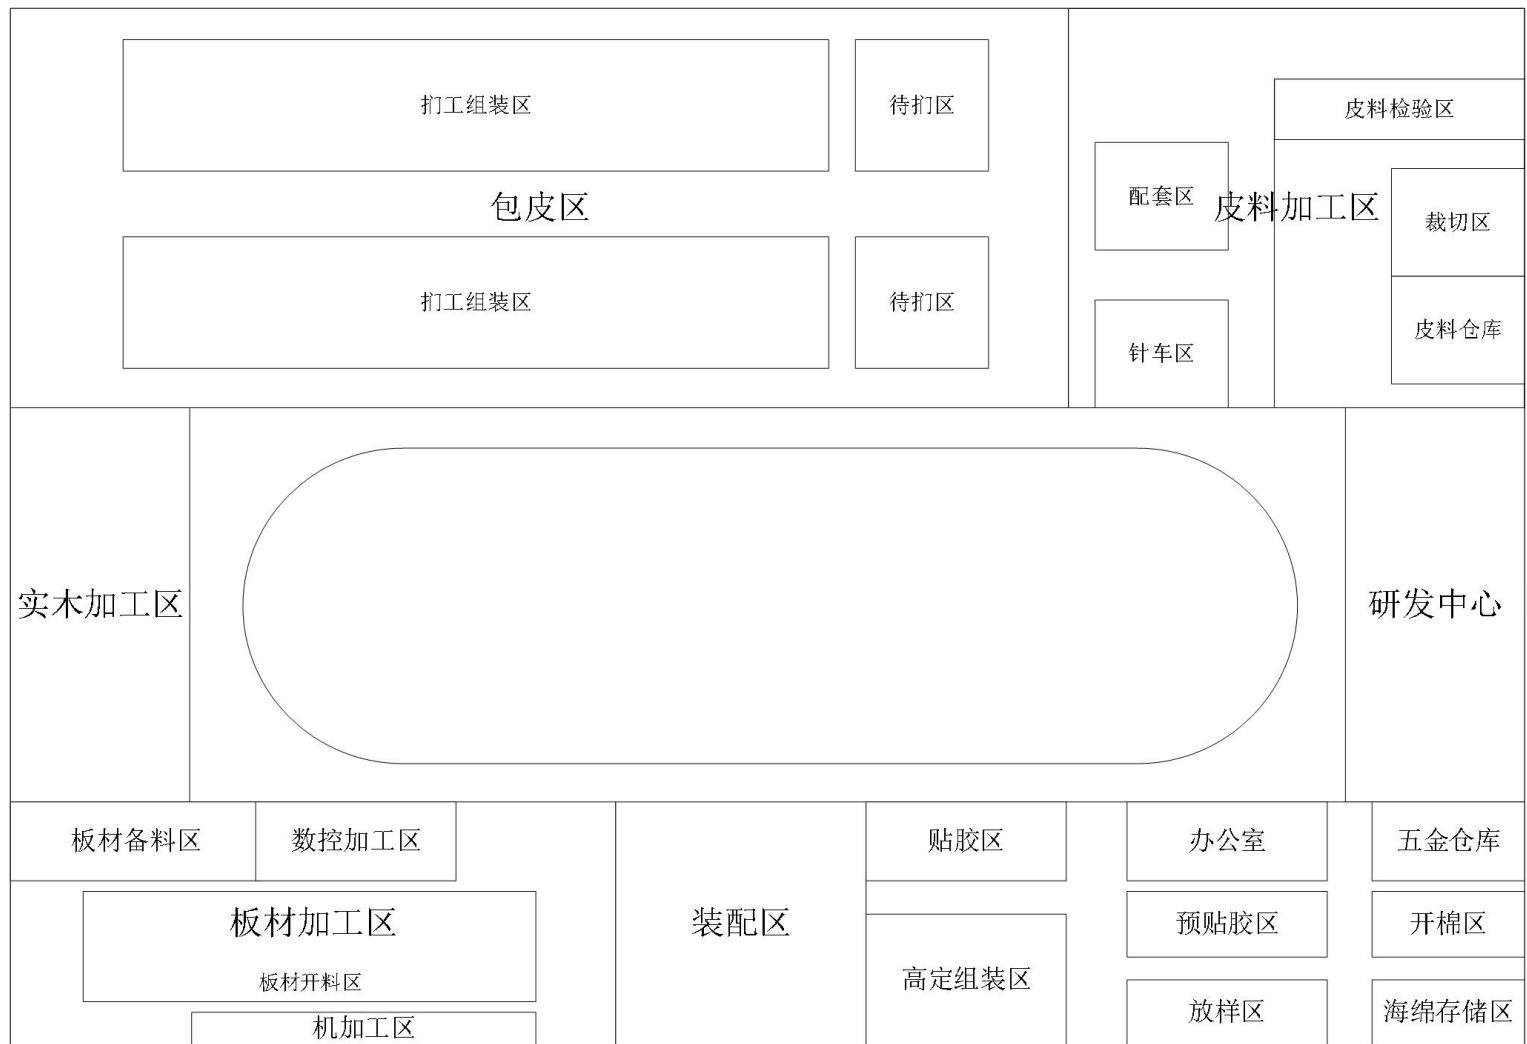 扪工组装区
待扪区
皮料检验区
配套区
包皮区
皮料加工区
裁切区
扪工组装区
待扪区
皮料仓库
针车区
实木加工区
研发中心
板材备料区
数控加工区
贴胶区
办公室
五金仓库
板材加工区
装配区
预贴胶区
开棉区
板材开料区
高定组装区
放样区
海绵存储区
机加工区